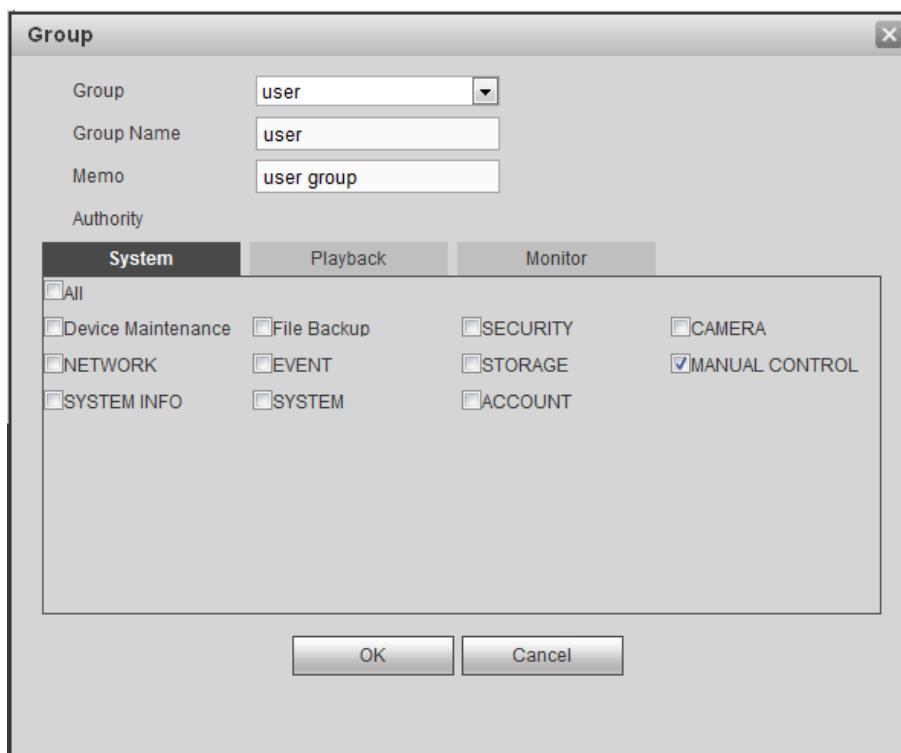 Group
Group user
Group Name user
Memo user group
Authority
System Playback Monitor
All
Device Maintenance File Backup SECURITY CAMERA
NETWORK EVENT STORAGE MANUAL CONTROL
SYSTEM INFO SYSTEM ACCOUNT
OK Cancel